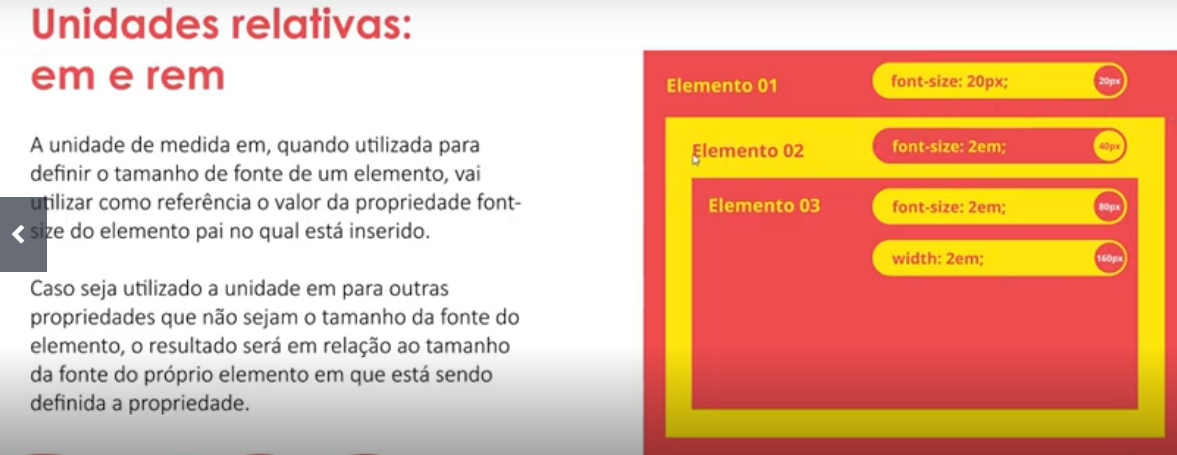 Unidades relativas:
em e rem
A unidade de medida em, quando utilizada para
definir o tamanho de fonte de um elemento, vai
utilizar como referência o valor da propriedade font-
size do elemento pai no qual está inserido.
Caso seja utilizado a unidade em para outras
propriedades que não sejam o tamanho da fonte do
elemento, o resultado será em relação ao tamanho
da fonte do próprio elemento em que está sendo
definida a propriedade.
Elemento 01
font-size: 20px;
20px
Elemento 02
font-size: 2em;
40px
Elemento 03
font-size: 2em;
80px
width: 2em;
160px